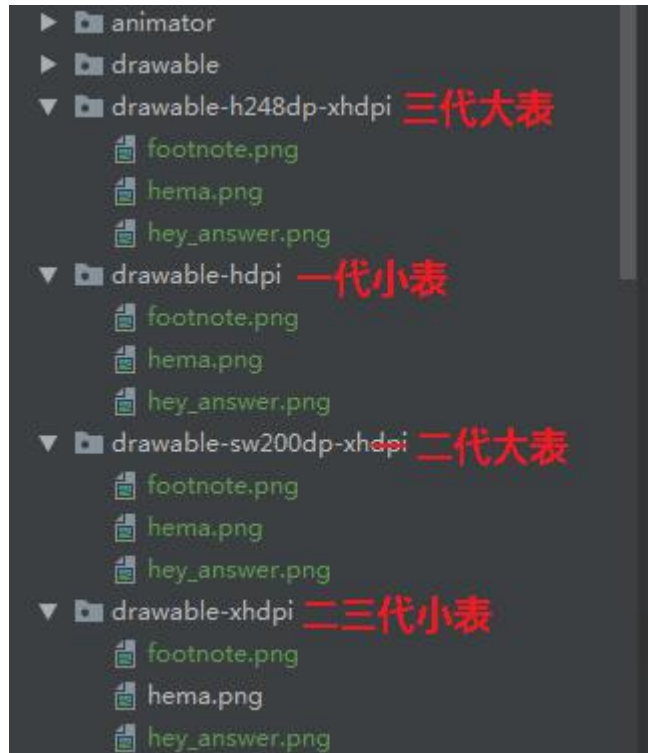 animator
drawable
drawable-h248dp-xhdpi 三代大表
footnote.png
hema.png
hey_answer.png
drawable-hdpi 一代小表
footnote.png
hema.png
hey_answer.png
drawable-sw200dp-xhdpi 二代大表
footnote.png
hema.png
hey_answer.png
drawable-xhdpi 二三代小表
footnote.png
hema.png
hey_answer.png